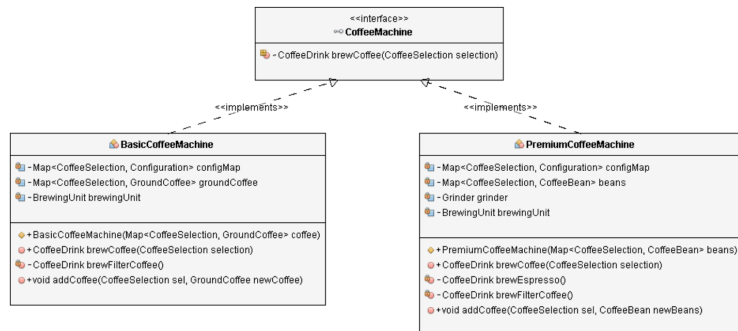 <<interface>>
CoffeeMachine
- CoffeeDrink brewCoffee(CoffeeSelection selection)
<<implements>>
<<implements>>
BasicCoffeeMachine
- Map<CoffeeSelection, Configuration> configMap
- Map<CoffeeSelection, GroundCoffee> groundCoffee
- BrewingUnit brewingUnit
+ BasicCoffeeMachine(Map<CoffeeSelection, GroundCoffee> coffee)
+ CoffeeDrink brewCoffee(CoffeeSelection selection)
- CoffeeDrink brewFilterCoffee()
+void addCoffee(CoffeeSelection sel, GroundCoffee newCoffee)
PremiumCoffeeMachine
- Map<CoffeeSelection, Configuration> configMap
- Map<CoffeeSelection, CoffeeBean> beans
- Grinder grinder
- BrewingUnit brewingUnit
+ PremiumCoffeeMachine(Map<CoffeeSelection, CoffeeBean> beans)
+ CoffeeDrink brewCoffee(CoffeeSelection selection)
- CoffeeDrink brewEspresso()
- CoffeeDrink brewFilterCoffee()
+void addCoffee(CoffeeSelection sel, CoffeeBean newBeans)